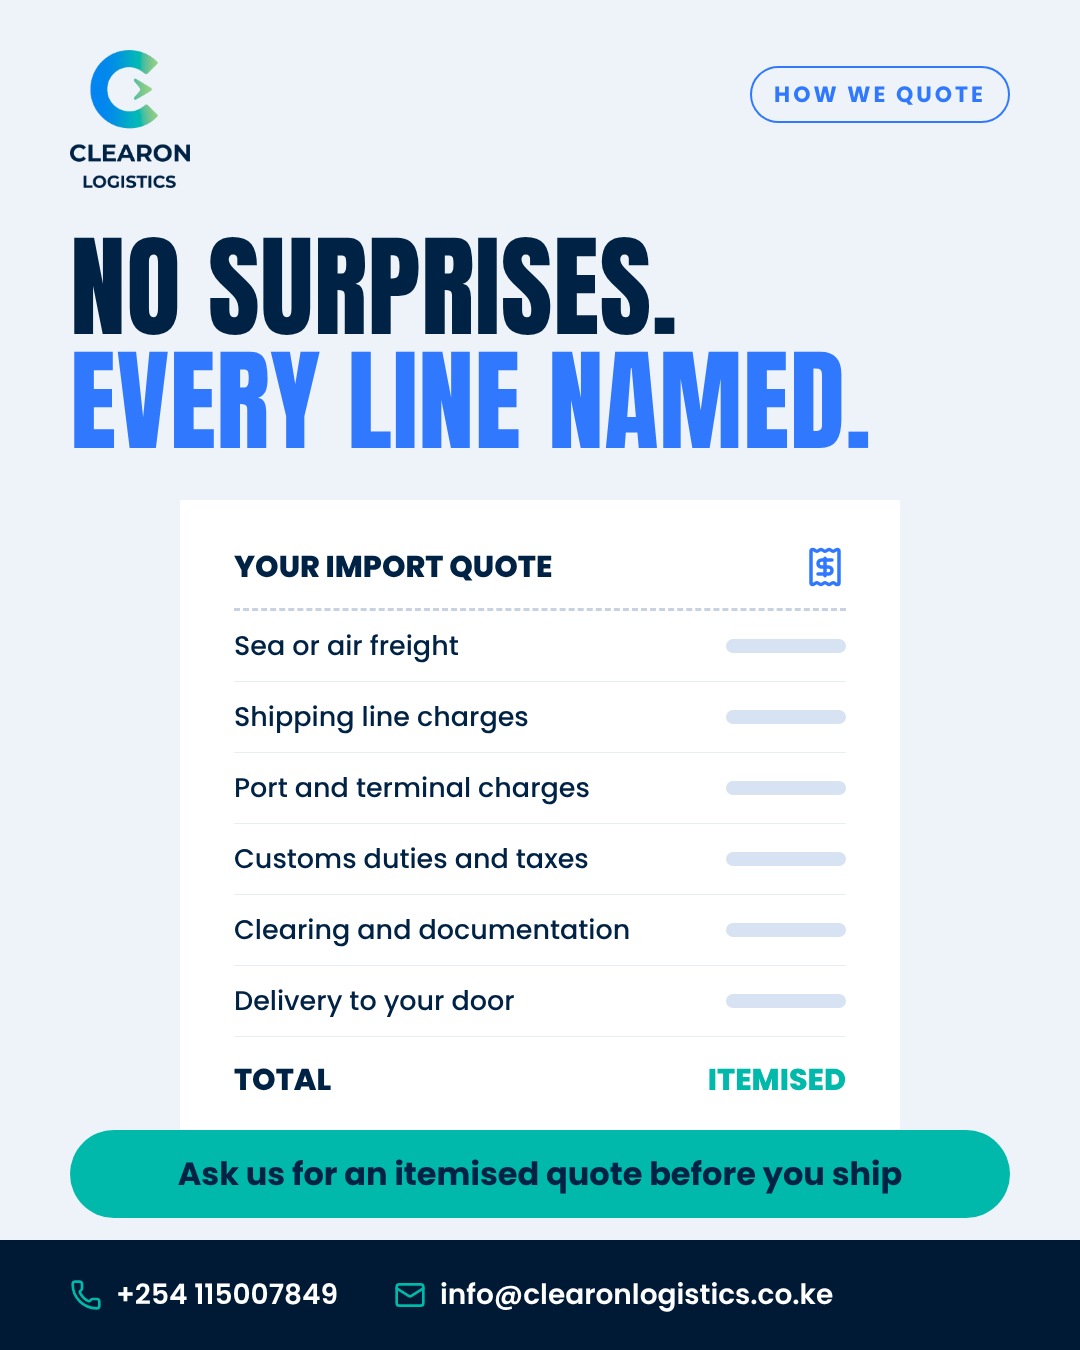 CLEARON
LOGISTICS
HOW WE QUOTE
NO SURPRISES.
EVERY LINE NAMED.
YOUR IMPORT QUOTE
Sea or air freight
Shipping line charges
Port and terminal charges
Customs duties and taxes
Clearing and documentation
Delivery to your door
TOTAL ITEMISED
Ask us for an itemised quote before you ship
+254 115007849 info@clearonlogistics.co.ke